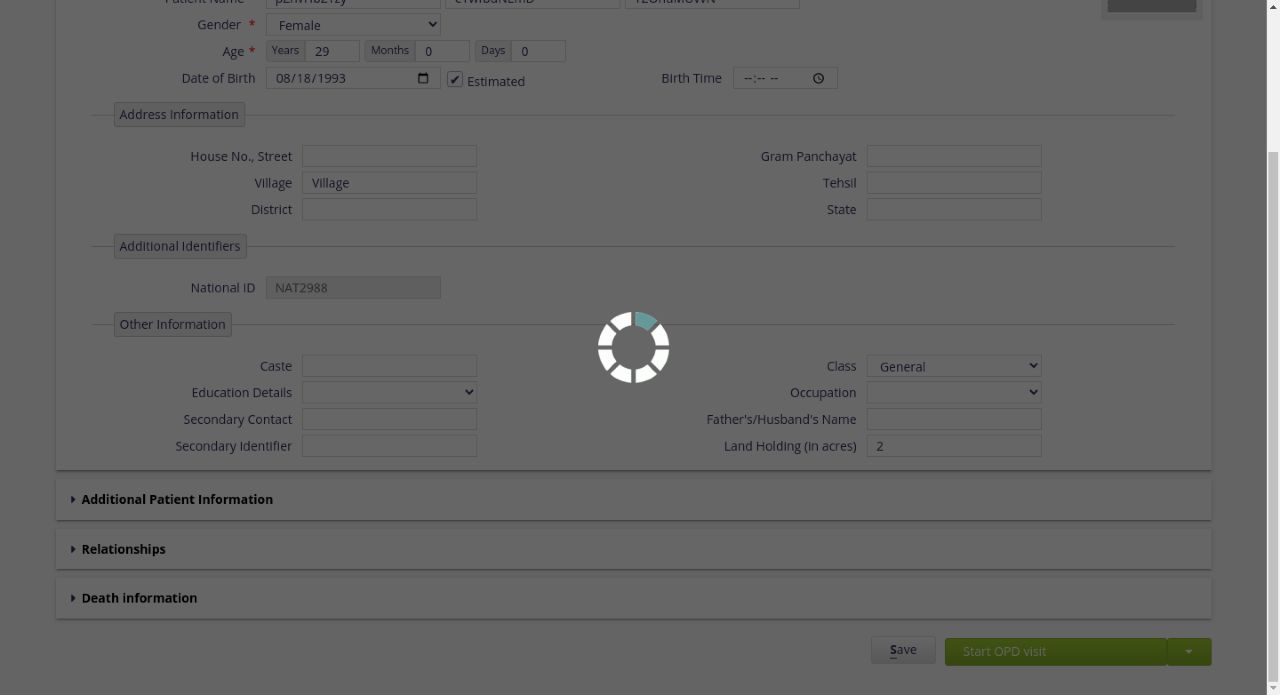 Patient Name
Gender * Female
Age * Years 29 Months 0 Days 0
Date of Birth 08/18/1993 Estimated Birth Time --:-- --
Address Information
House No., Street Gram Panchayat
Village Village Tehsil
District State
Additional Identifiers
National ID NAT2988
Other Information
Caste Class General
Education Details Occupation
Secondary Contact Father's/Husband's Name
Secondary Identifier Land Holding (in acres) 2
Additional Patient Information
Relationships
Death information
Save Start OPD visit